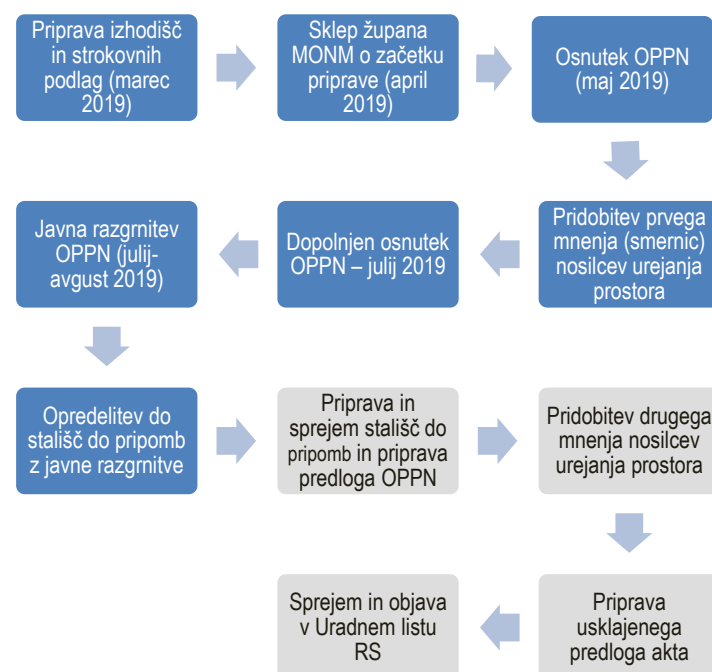 Priprava izhodišč
in strokovnih
podlag (marec
2019)
Sklep župana
MONM o začetku
priprave (april
2019)
Osnutek OPPN
(maj 2019)
Pridobitev prvega
mnenja (smernic)
nosilcev urejanja
prostora
Dopolnjen osnutek
OPPN – julij 2019
Javna razgrnitev
OPPN (julij-
avgust 2019)
Opredelitev do
stališč do pripomb
z javne razgrnitve
Priprava in
sprejem stališč do
pripomb in priprava
predloga OPPN
Pridobitev drugega
mnenja nosilcev
urejanja prostora
Priprava
usklajenega
predloga akta
Sprejem in objava
v Uradnem listu
RS